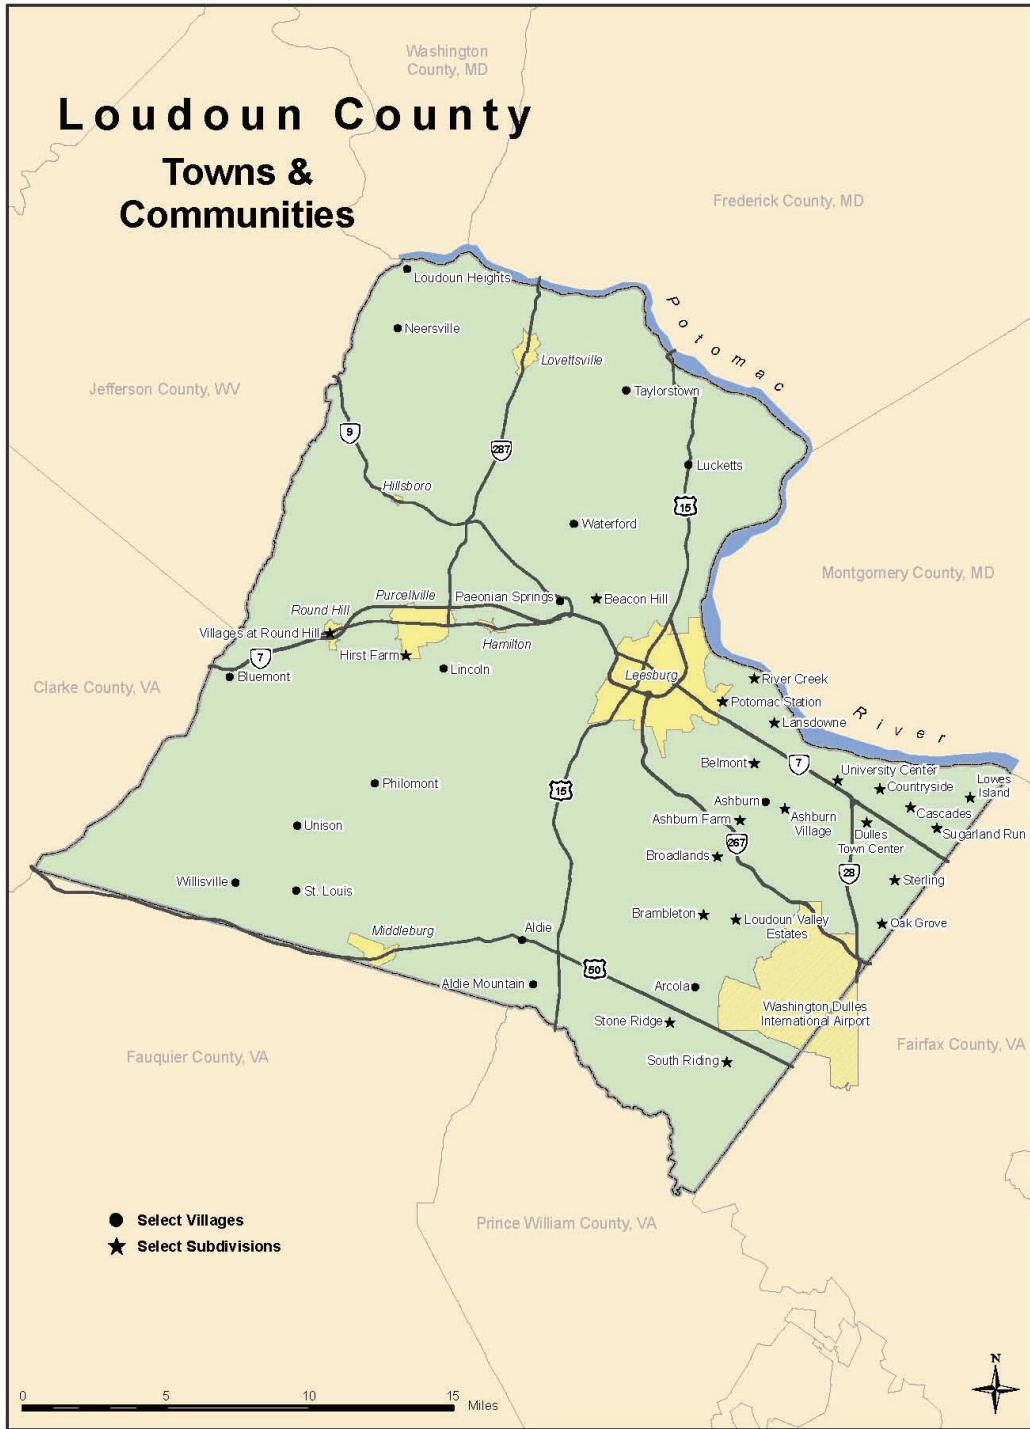 Washington
County, MD
Loudoun County
Towns &
Communities
Frederick County, MD
Loudoun Heights
Potomac
Neersville
Lovettsville
Jefferson County, WV
Taylorstown
9
287
Lucketts
Hillsboro
15
Waterford
Montgomery County, MD
Purcellville
Paeonian Springs
Beacon Hill
Round Hill
Villages at Round Hill
Hamilton
Hirst Farm
7
Lincoln
Leesburg
Bluemont
River Creek
Clarke County, VA
Potomac Station
River
Lansdowne
Belmont
7
University Center
Lowes
Island
Philomont
15
Countryside
Ashburn
Cascades
Ashburn
Village
Ashburn Farm
Unison
Dulles
Town Center
Sugarland Run
267
Broadlands
28
Willisville
St. Louis
Sterling
Brambleton
Loudoun Valley
Estates
Oak Grove
Middleburg
Aldie
50
Aldie Mountain
Arcola
Washington Dulles
International Airport
Stone Ridge
Fauquier County, VA
Fairfax County, VA
South Riding
Select Villages
Select Subdivisions
Prince William County, VA
N
0 5 10 15
Miles